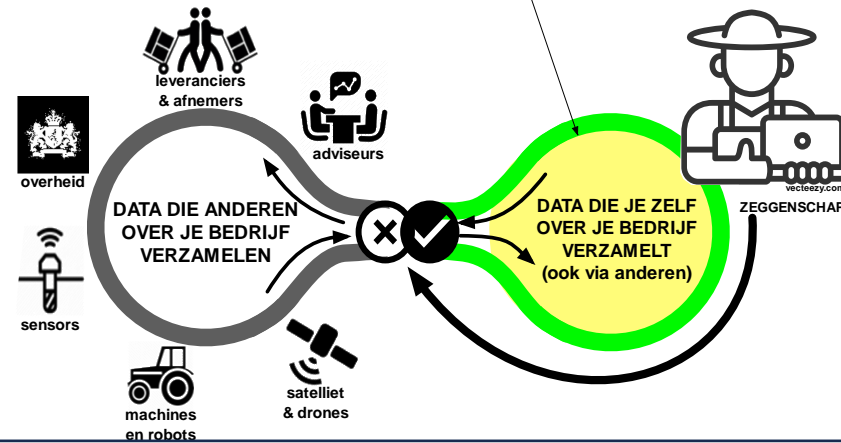 leveranciers
& afnemers
adviseurs
overheid
DATA DIE ANDEREN
OVER JE BEDRIJF
VERZAMELEN
DATA DIE JE ZELF
OVER JE BEDRIJF
VERZAMELT
(ook via anderen)
vecteezy.com
ZEGGENSCHAP
sensors
satelliet
& drones
machines
en robots